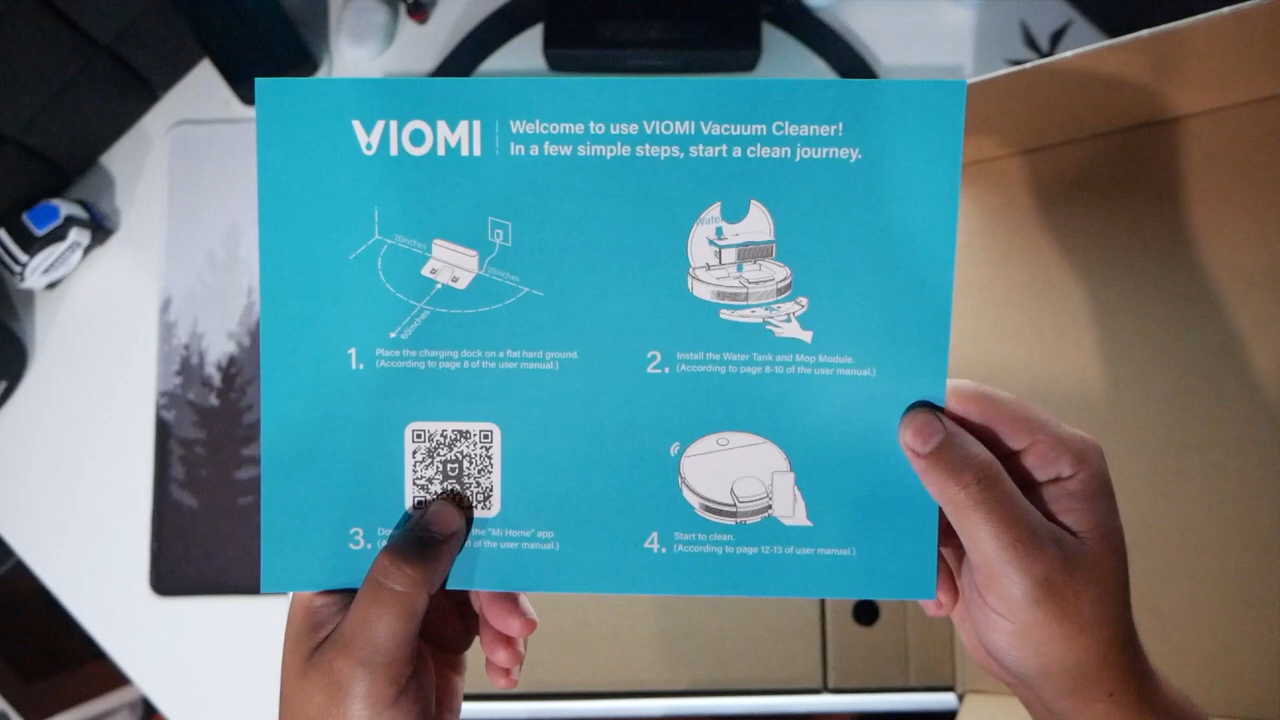 VIOMI
Welcome to use VIOMI Vacuum Cleaner!
In a few simple steps, start a clean journey.
20inches
20inches
60inches
Water
1. Place the charging dock on a flat hard ground.
(According to page 8 of the user manual.)
2. Install the Water Tank and Mop Module.
(According to page 8-10 of the user manual.)
3. the "Mi Home" app.
of the user manual.)
4. Start to clean.
(According to page 12-13 of user manual.)